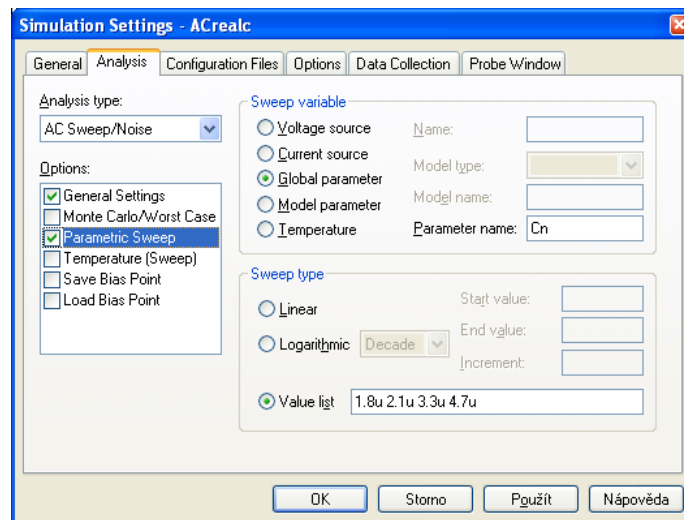 Simulation Settings - ACrealc
General Analysis Configuration Files Options Data Collection Probe Window
Analysis type:
AC Sweep/Noise
Options:
General Settings
Monte Carlo/Worst Case
Parametric Sweep
Temperature (Sweep)
Save Bias Point
Load Bias Point
Sweep variable
Voltage source
Current source
Global parameter
Model parameter
Temperature
Name:
Model type:
Model name:
Parameter name: Cn
Sweep type
Linear
Logarithmic Decade
Value list 1.8u 2.1u 3.3u 4.7u
Start value:
End value:
Increment:
OK Storno Použít Nápověda